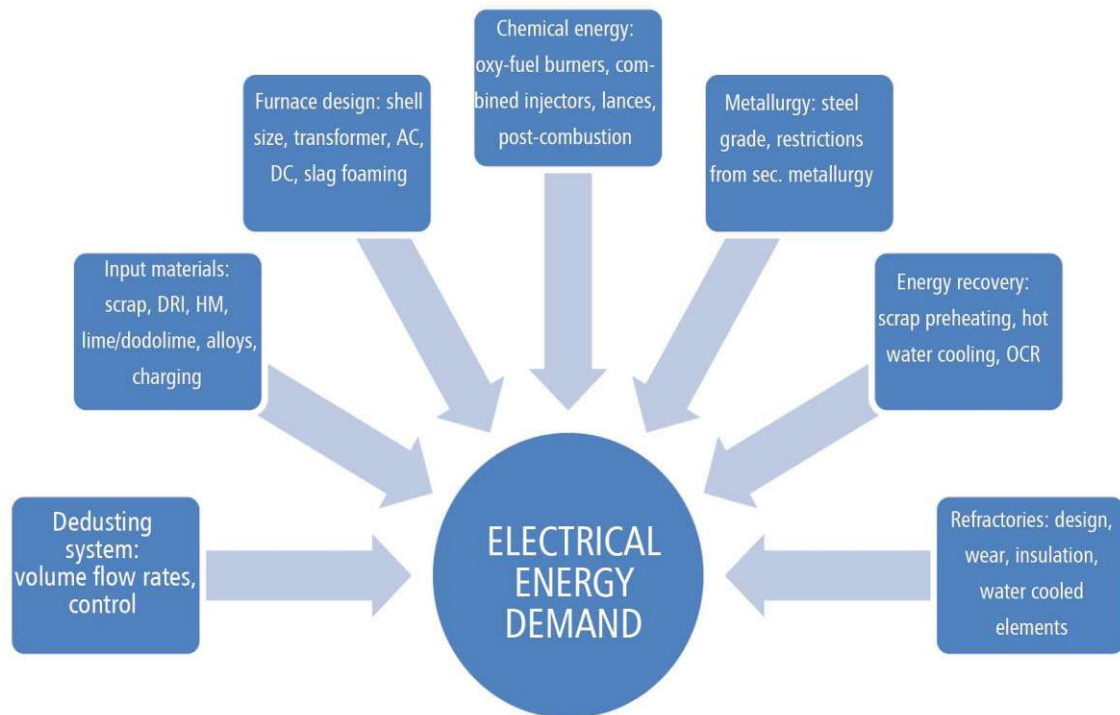 Chemical energy:
oxy-fuel burners, com-
bined injectors, lances,
post-combustion
Furnace design: shell
size, transformer, AC,
DC, slag foaming
Metallurgy: steel
grade, restrictions
from sec. metallurgy
Input materials:
scrap, DRI, HM,
lime/dodolime, alloys,
charging
Energy recovery:
scrap preheating, hot
water cooling, OCR
Dedusting
system:
volume flow rates,
control
ELECTRICAL
ENERGY
DEMAND
Refractories: design,
wear, insulation,
water cooled
elements